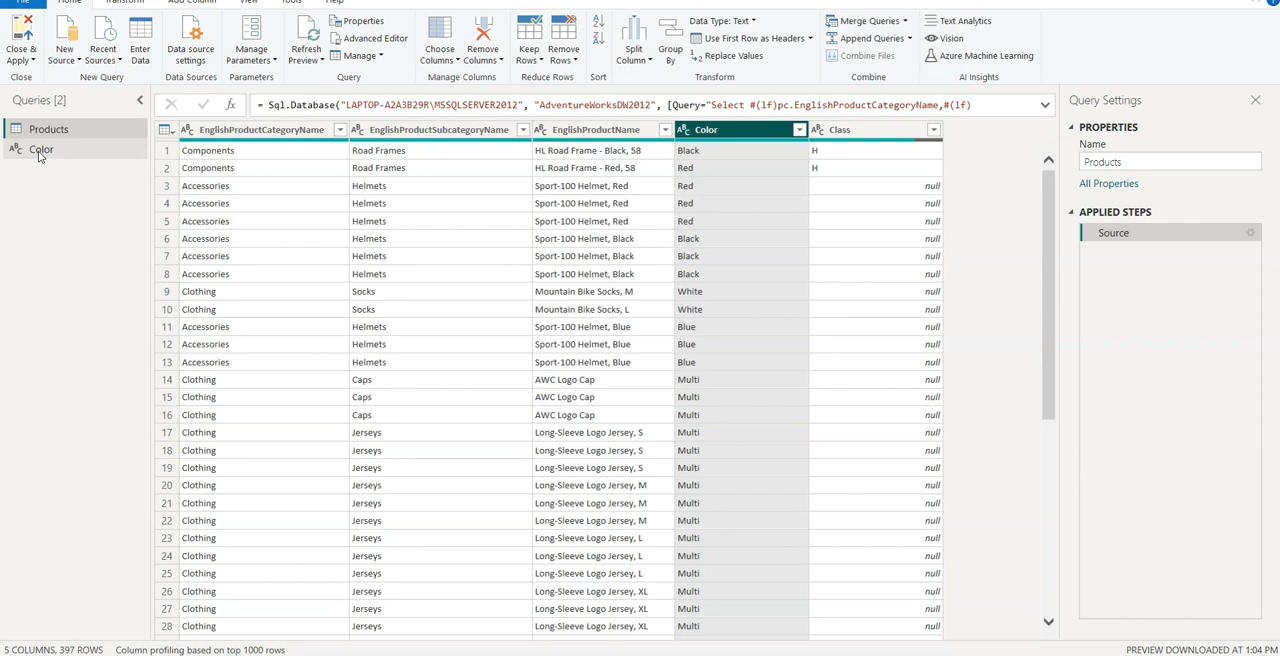 File Home Transform Add Column View Tools Help
Close & Apply
New Source
Recent Sources
Enter Data
Data source settings
Manage Parameters
Refresh Preview
Properties
Advanced Editor
Manage
Choose Columns
Remove Columns
Keep Rows
Remove Rows
Split Column
Group By
Data Type: Text
Use First Row as Headers
Replace Values
Merge Queries
Append Queries
Combine Files
Text Analytics
Vision
Azure Machine Learning
Close New Query Data Sources Parameters Query Manage Columns Reduce Rows Sort Transform Combine AI Insights
Queries [2]
Products
Color
fx = Sql.Database("LAPTOP-A2A3B29R\MSSQLSERVER2012", "AdventureWorksDW2012", [Query="Select #(lf)pc.EnglishProductCategoryName,#(lf)
EnglishProductCategoryName EnglishProductSubcategoryName EnglishProductName Color Class
1 Components Road Frames HL Road Frame - Black, 58 Black H
2 Components Road Frames HL Road Frame - Red, 58 Red H
3 Accessories Helmets Sport-100 Helmet, Red Red null
4 Accessories Helmets Sport-100 Helmet, Red Red null
5 Accessories Helmets Sport-100 Helmet, Red Red null
6 Accessories Helmets Sport-100 Helmet, Black Black null
7 Accessories Helmets Sport-100 Helmet, Black Black null
8 Accessories Helmets Sport-100 Helmet, Black Black null
9 Clothing Socks Mountain Bike Socks, M White null
10 Clothing Socks Mountain Bike Socks, L White null
11 Accessories Helmets Sport-100 Helmet, Blue Blue null
12 Accessories Helmets Sport-100 Helmet, Blue Blue null
13 Accessories Helmets Sport-100 Helmet, Blue Blue null
14 Clothing Caps AWC Logo Cap Multi null
15 Clothing Caps AWC Logo Cap Multi null
16 Clothing Caps AWC Logo Cap Multi null
17 Clothing Jerseys Long-Sleeve Logo Jersey, S Multi null
18 Clothing Jerseys Long-Sleeve Logo Jersey, S Multi null
19 Clothing Jerseys Long-Sleeve Logo Jersey, S Multi null
20 Clothing Jerseys Long-Sleeve Logo Jersey, M Multi null
21 Clothing Jerseys Long-Sleeve Logo Jersey, M Multi null
22 Clothing Jerseys Long-Sleeve Logo Jersey, M Multi null
23 Clothing Jerseys Long-Sleeve Logo Jersey, L Multi null
24 Clothing Jerseys Long-Sleeve Logo Jersey, L Multi null
25 Clothing Jerseys Long-Sleeve Logo Jersey, L Multi null
26 Clothing Jerseys Long-Sleeve Logo Jersey, XL Multi null
27 Clothing Jerseys Long-Sleeve Logo Jersey, XL Multi null
28 Clothing Jerseys Long-Sleeve Logo Jersey, XL Multi null
Query Settings
PROPERTIES
Name
Products
All Properties
APPLIED STEPS
Source
5 COLUMNS, 397 ROWS Column profiling based on top 1000 rows
PREVIEW DOWNLOADED AT 1:04 PM